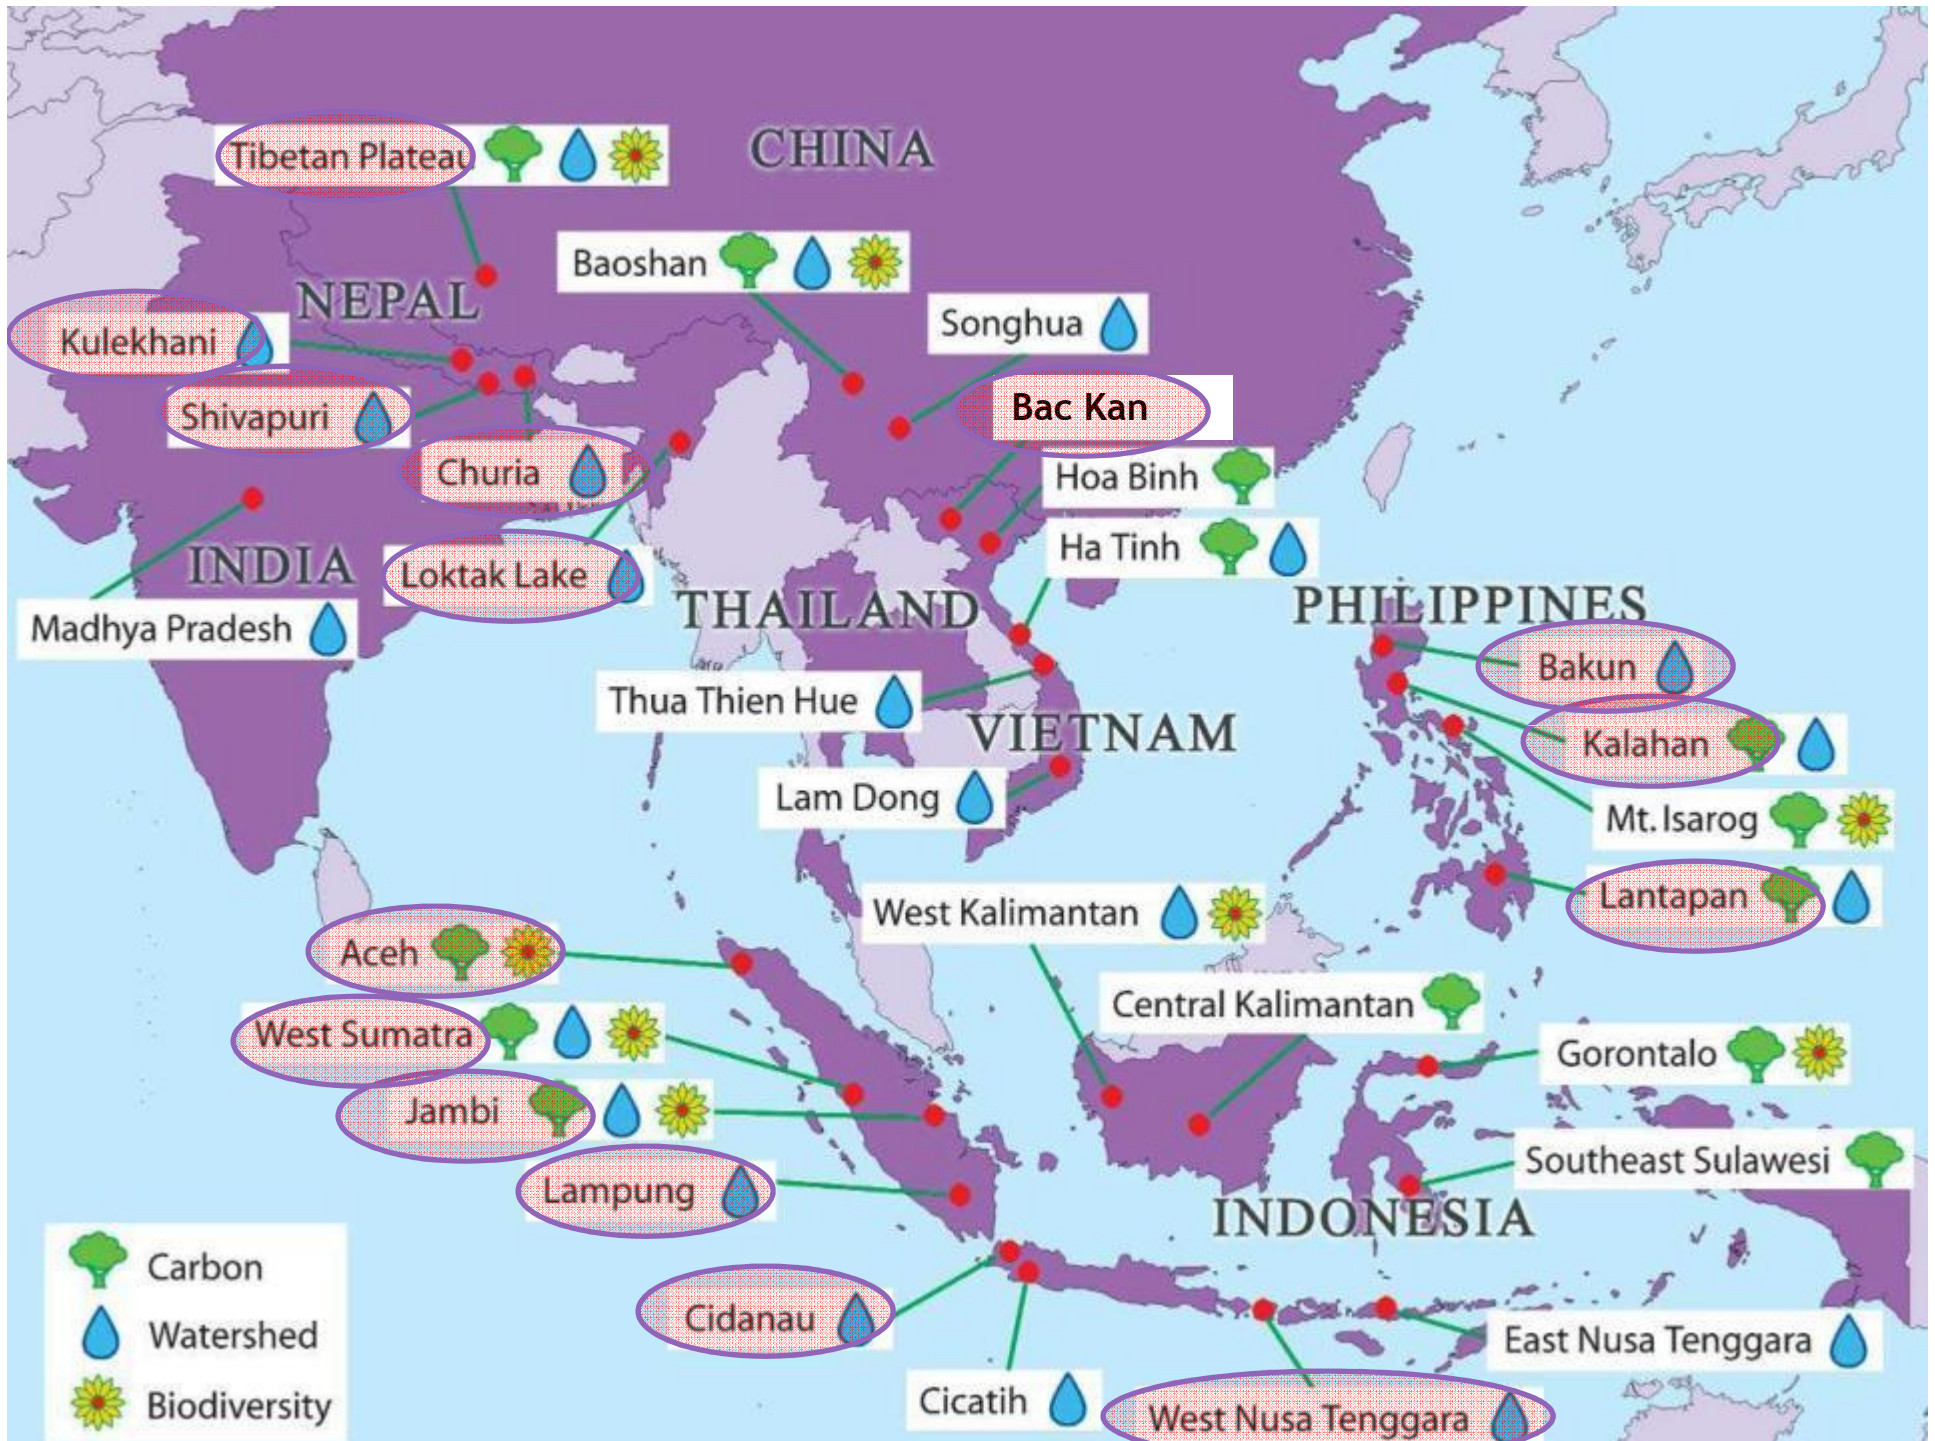 Tibetan Plateau
CHINA
Baoshan
NEPAL
Songhua
Kulekhani
Shivapuri
Bac Kan
Churia
Hoa Binh
Ha Tinh
INDIA
Loktak Lake
THAILAND
PHILIPPINES
Madhya Pradesh
Bakun
Thua Thien Hue
VIETNAM
Kalahan
Lam Dong
Mt. Isarog
Lantapan
West Kalimantan
Aceh
Central Kalimantan
West Sumatra
Gorontalo
Jambi
Southeast Sulawesi
Lampung
INDONESIA
Carbon
Cidanau
Watershed
East Nusa Tenggara
Cicatih
Biodiversity
West Nusa Tenggara